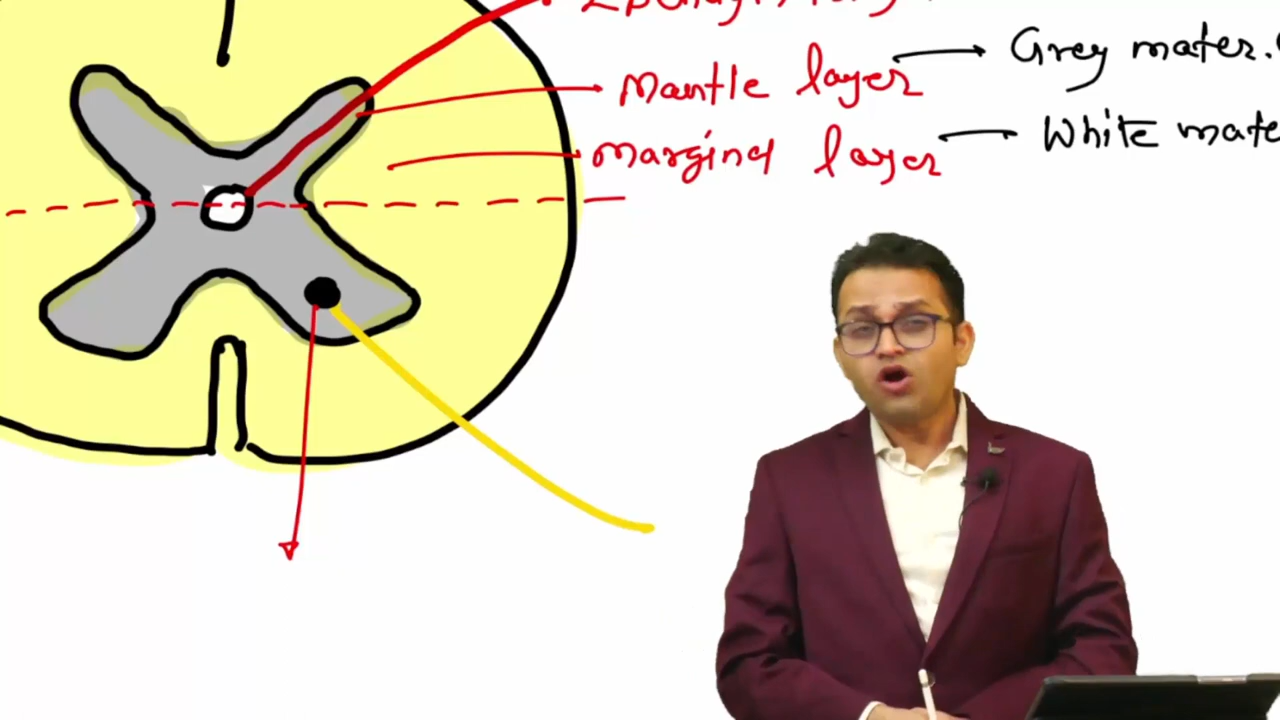 Mantle layer → Grey mater.
Marginal layer — White mate